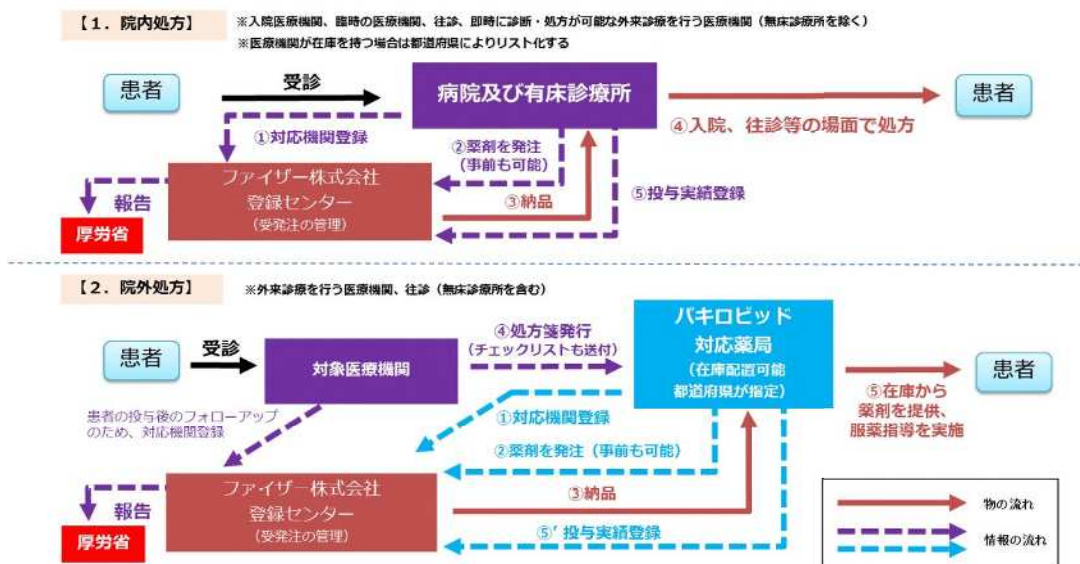 【１．院内処方】
※入院医療機関、臨時の医療機関、往診、即時に診断・処方が可能な外来診療を行う医療機関（無床診療所を除く）
※医療機関が在庫を持つ場合は都道府県によりリスト化する
患者
受診
病院及び有床診療所
④入院、往診等の場面で処方
患者
①対応機関登録
②薬剤を発注
（事前も可能）
ファイザー株式会社
登録センター
（受発注の管理）
③納品
⑤投与実績登録
報告
厚労省
【２．院外処方】
※外来診療を行う医療機関、往診（無床診療所を含む）
患者
受診
対象医療機関
④処方箋発行
（チェックリストも送付）
パキロビッド
対応薬局
（在庫配置可能
都道府県が指定）
⑤在庫から
薬剤を提供、
服薬指導を実施
患者
患者の投与後のフォローアップ
のため、対応機関登録
①対応機関登録
②薬剤を発注（事前も可能）
ファイザー株式会社
登録センター
（受発注の管理）
③納品
⑤’投与実績登録
報告
厚労省
物の流れ
情報の流れ